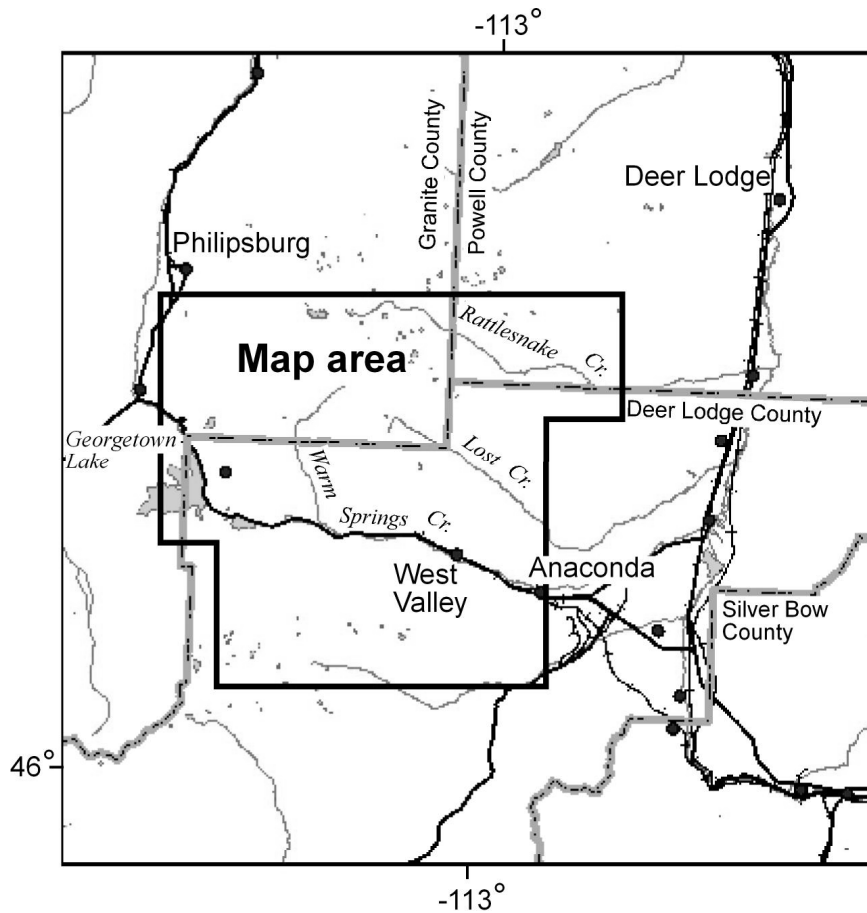 -113°
Granite County
Powell County
Deer Lodge
Philipsburg
Rattlesnake Cr.
Map area
Deer Lodge County
Georgetown
Lake
Warm
Springs Cr.
Lost Cr.
West
Valley
Anaconda
Silver Bow
County
46°
-113°